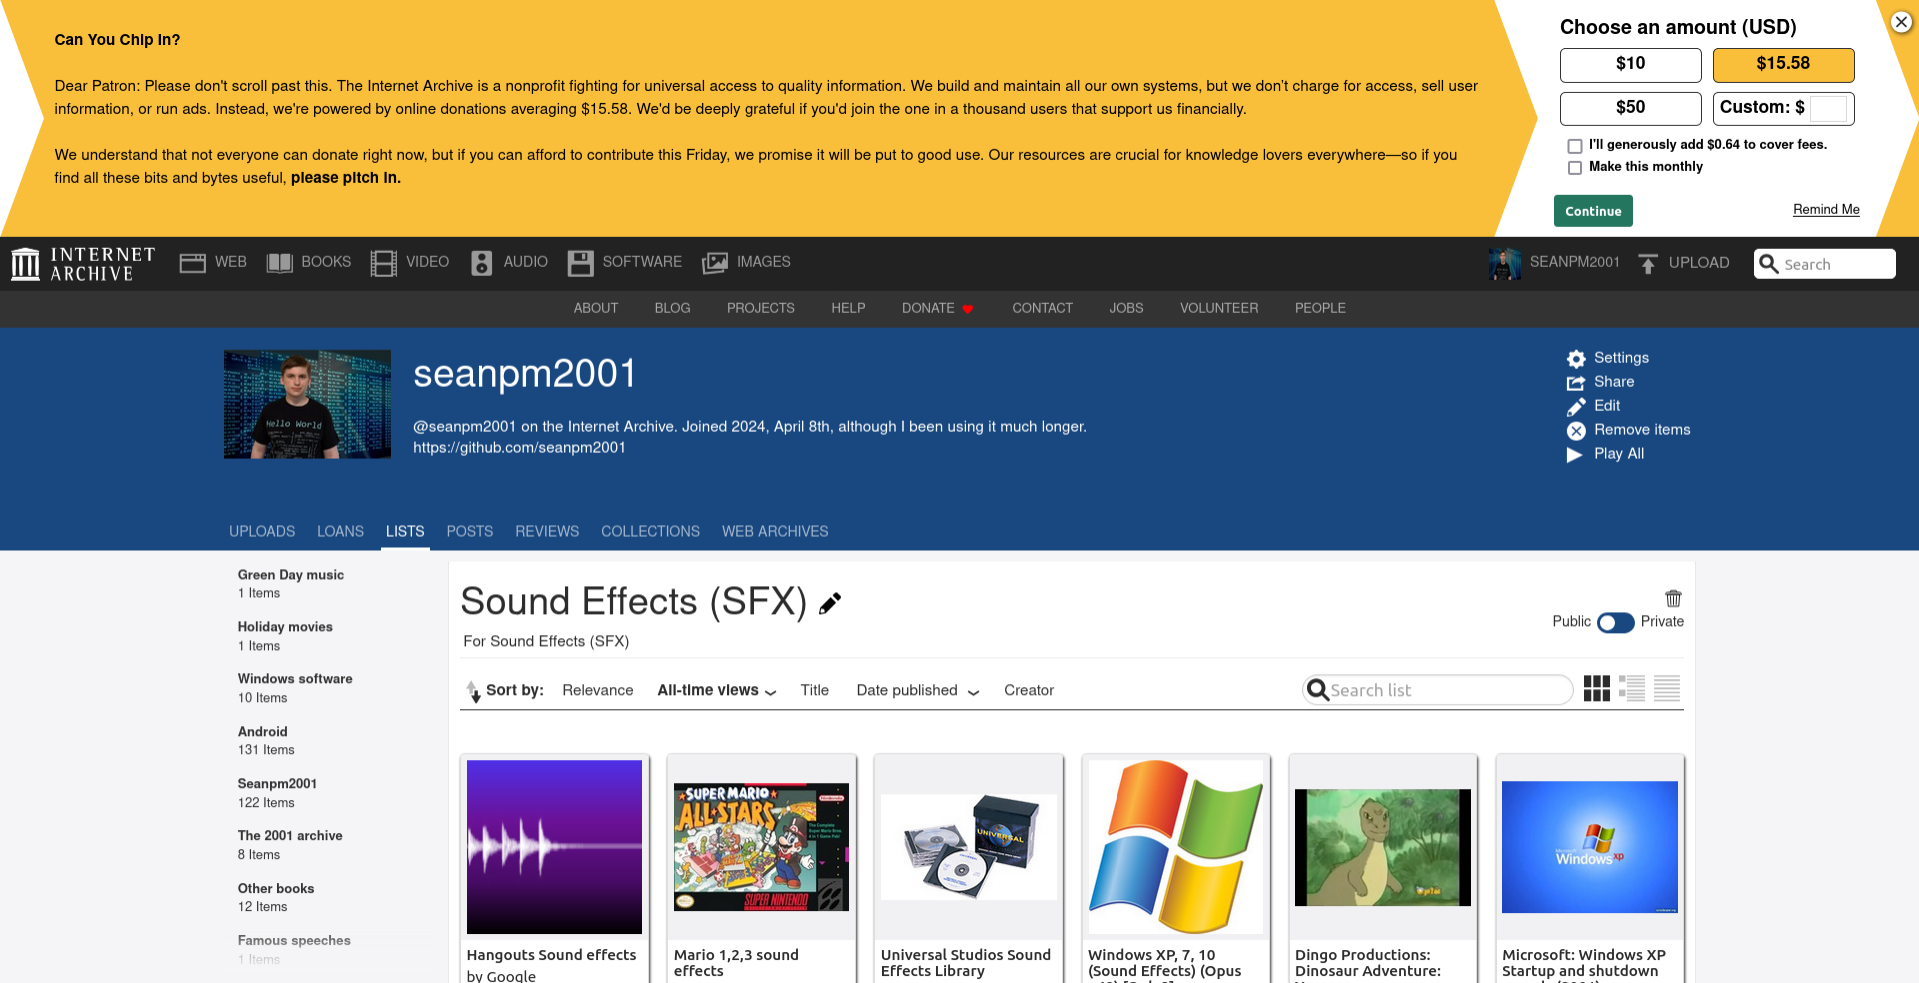 Can You Chip In?
Dear Patron: Please don't scroll past this. The Internet Archive is a nonprofit fighting for universal access to quality information. We build and maintain all our own systems, but we don't charge for access, sell user
information, or run ads. Instead, we're powered by online donations averaging $15.58. We'd be deeply grateful if you'd join the one in a thousand users that support us financially.
We understand that not everyone can donate right now, but if you can afford to contribute this Friday, we promise it will be put to good use. Our resources are crucial for knowledge lovers everywhere—so if you
find all these bits and bytes useful, please pitch in.
Choose an amount (USD)
$10 $15.58
$50 Custom: $
I'll generously add $0.64 to cover fees.
Make this monthly
Continue Remind Me
INTERNET ARCHIVE WEB BOOKS VIDEO AUDIO SOFTWARE IMAGES SEANPM2001 UPLOAD Search
ABOUT BLOG PROJECTS HELP DONATE CONTACT JOBS VOLUNTEER PEOPLE
Hello World
seanpm2001
@seanpm2001 on the Internet Archive. Joined 2024, April 8th, although I been using it much longer.
https://github.com/seanpm2001
Settings
Share
Edit
Remove items
Play All
UPLOADS LOANS LISTS POSTS REVIEWS COLLECTIONS WEB ARCHIVES
Green Day music
1 Items
Holiday movies
1 Items
Windows software
10 Items
Android
131 Items
Seanpm2001
122 Items
The 2001 archive
8 Items
Other books
12 Items
Famous speeches
1 Items
Sound Effects (SFX)
For Sound Effects (SFX)
Public Private
Sort by: Relevance All-time views Title Date published Creator Search list
SUPER MARIO
ALL-STARS
Nintendo
SUPER NINTENDO
UNIVERSAL
Microsoft
Windows xp
Hangouts Sound effects
by Google
Mario 1,2,3 sound
effects
Universal Studios Sound
Effects Library
Windows XP, 7, 10
(Sound Effects) (Opus
Dingo Productions:
Dinosaur Adventure:
Microsoft: Windows XP
Startup and shutdown